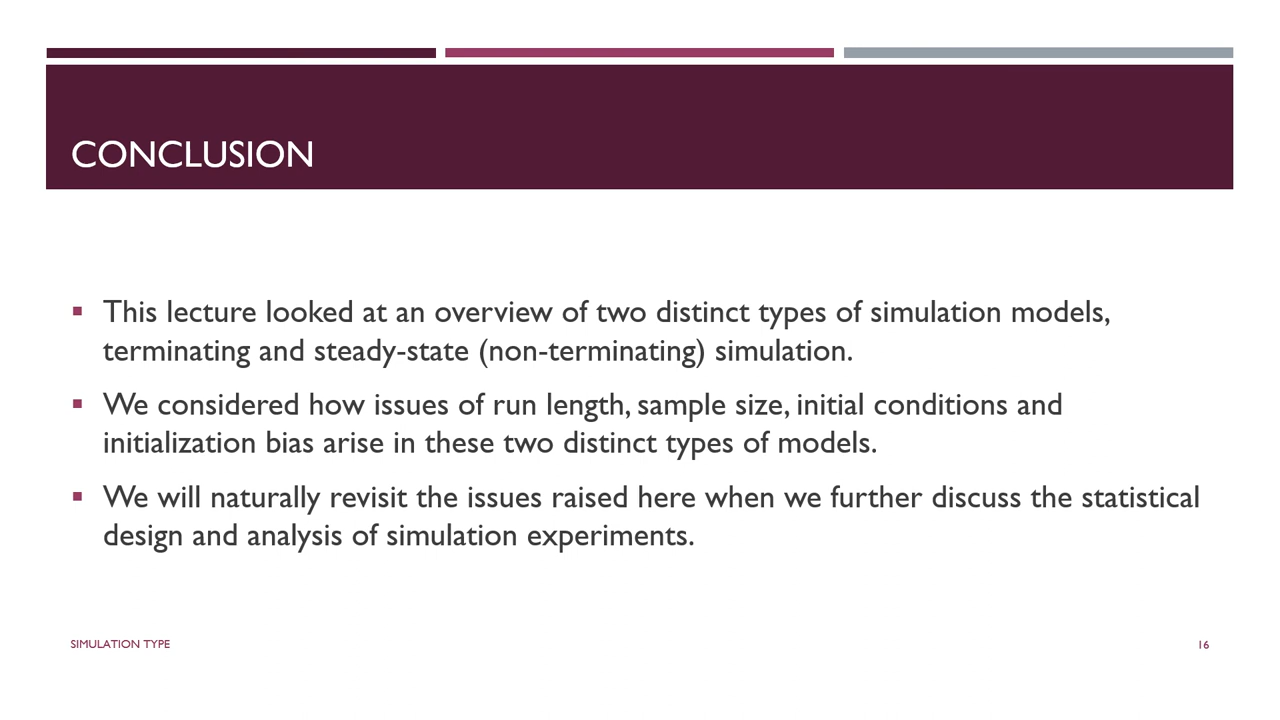 CONCLUSION
▪ This lecture looked at an overview of two distinct types of simulation models,
terminating and steady-state (non-terminating) simulation.
▪ We considered how issues of run length, sample size, initial conditions and
initialization bias arise in these two distinct types of models.
▪ We will naturally revisit the issues raised here when we further discuss the statistical
design and analysis of simulation experiments.
SIMULATION TYPE
16